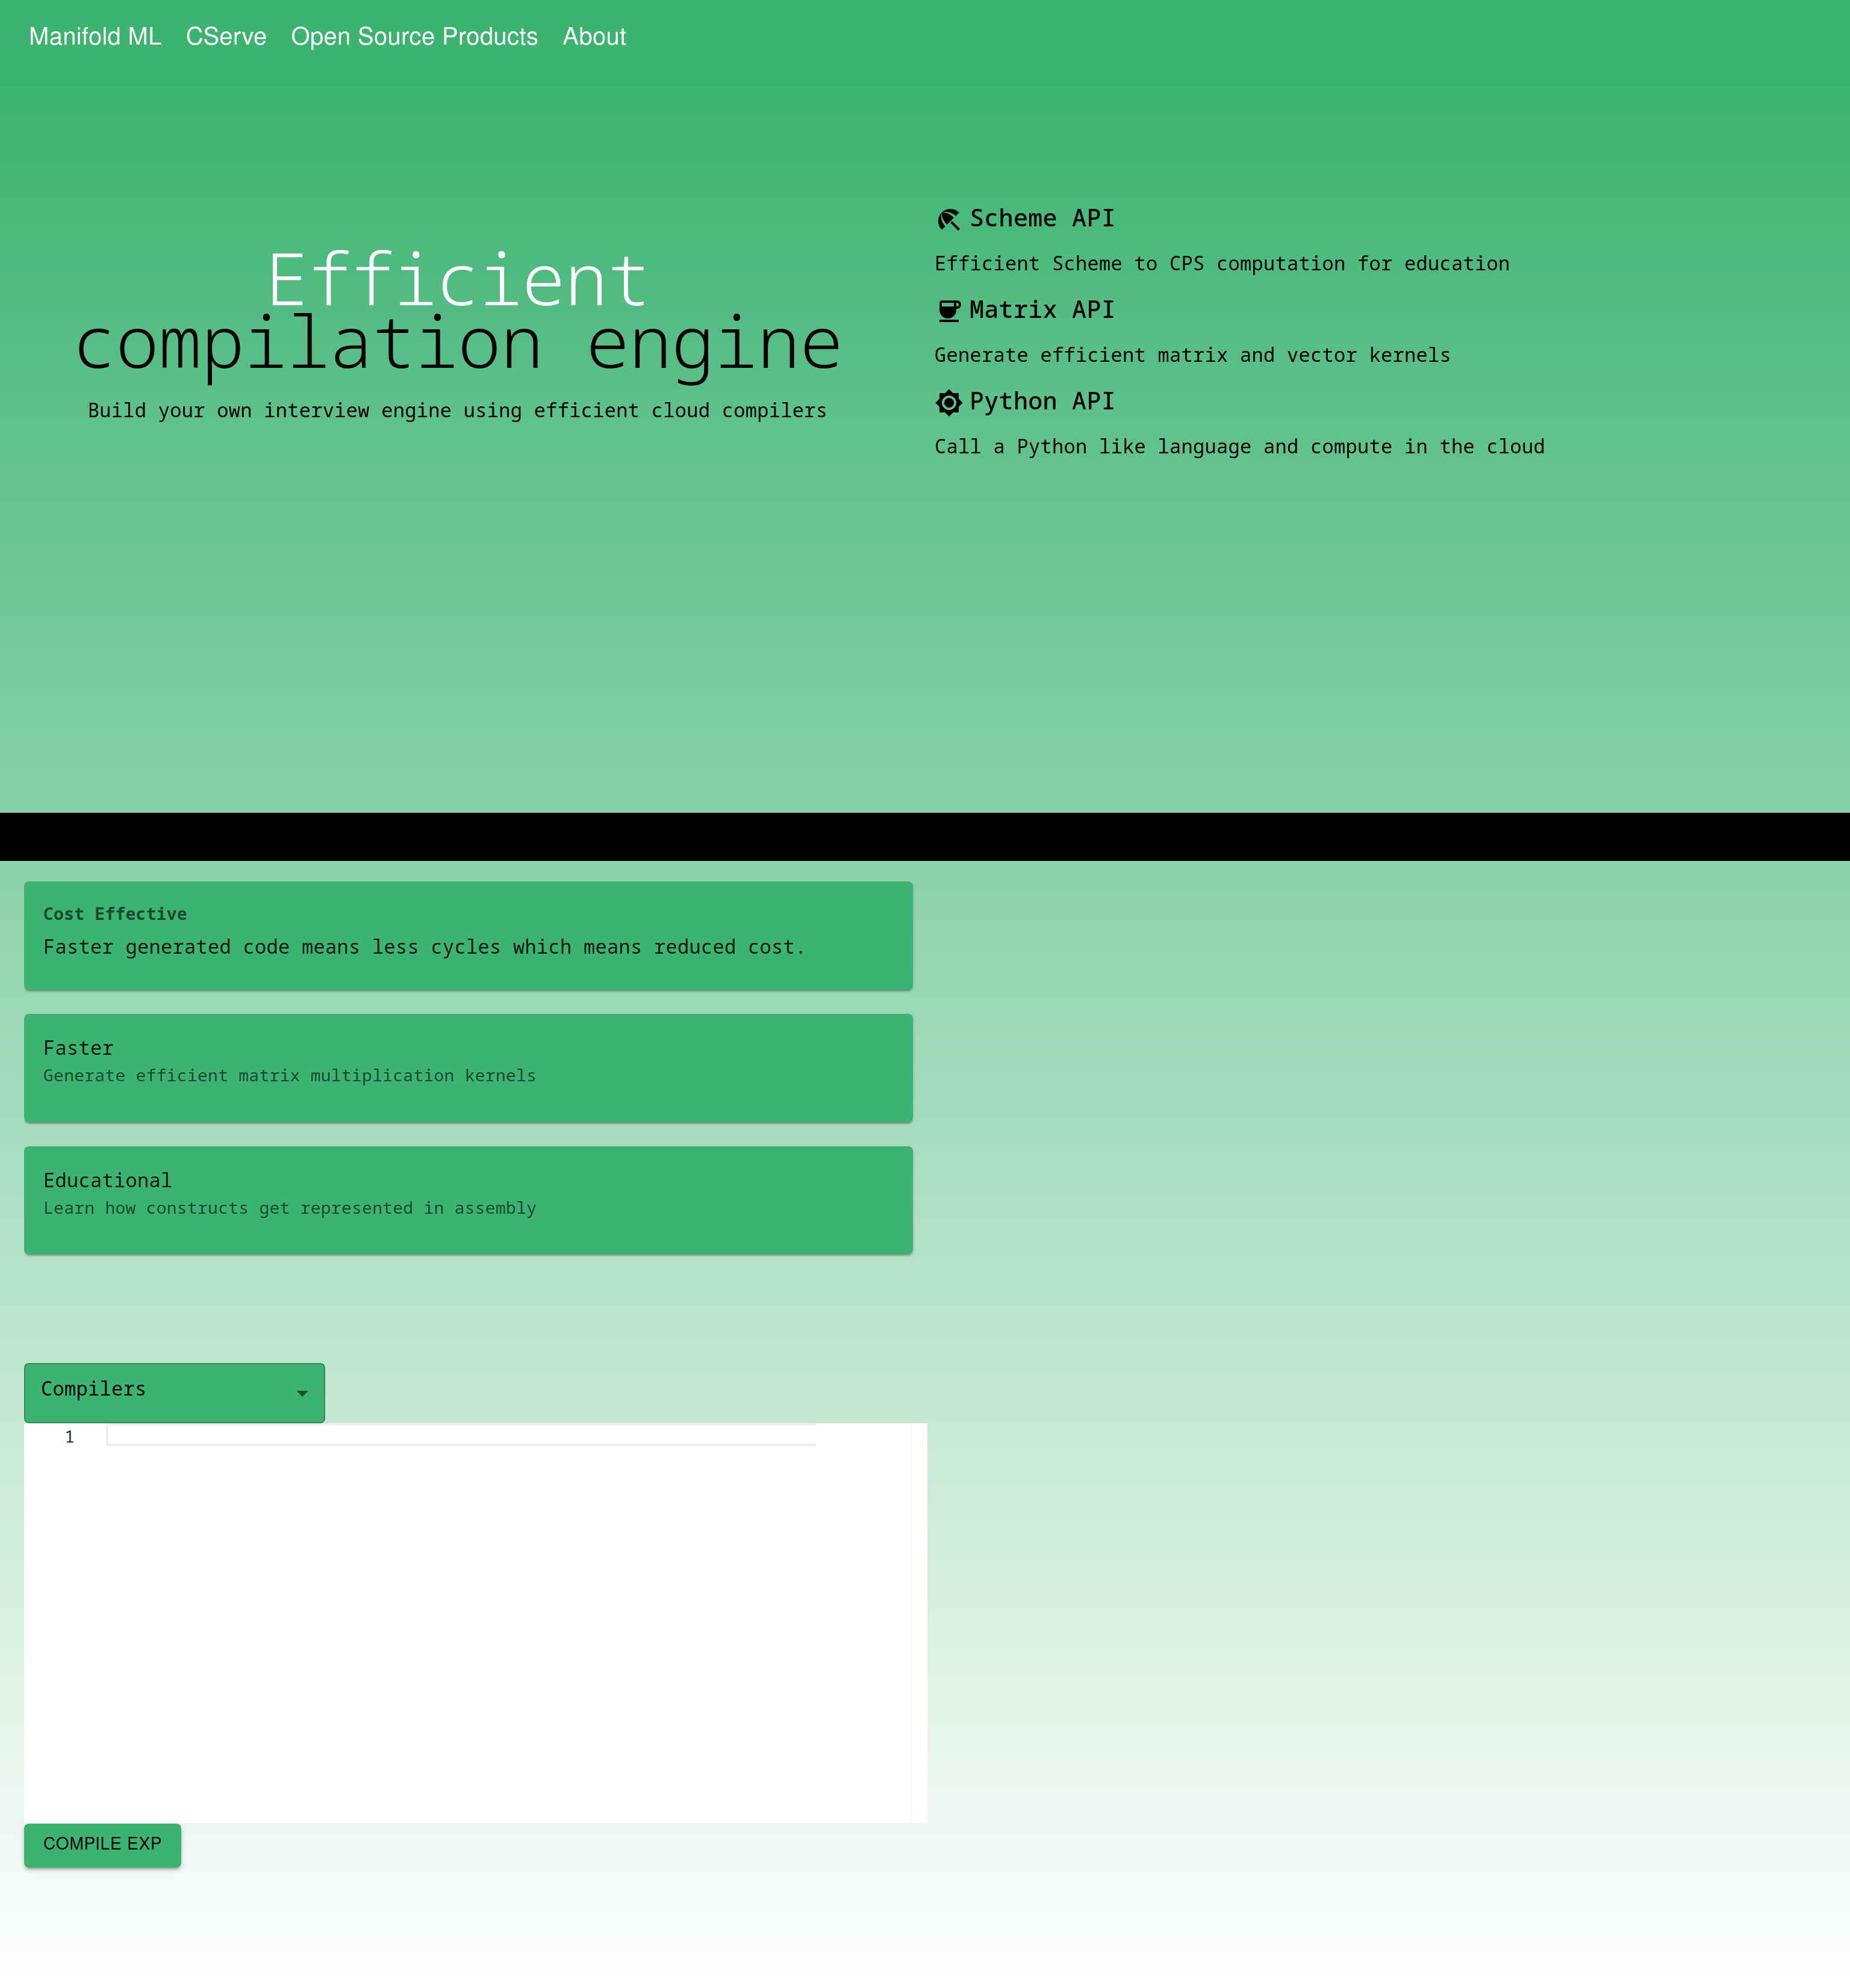 Manifold ML CServe Open Source Products About
Efficient
compilation engine
Build your own interview engine using efficient cloud compilers
Scheme API
Efficient Scheme to CPS computation for education
Matrix API
Generate efficient matrix and vector kernels
Python API
Call a Python like language and compute in the cloud
Cost Effective
Faster generated code means less cycles which means reduced cost.
Faster
Generate efficient matrix multiplication kernels
Educational
Learn how constructs get represented in assembly
Compilers
1
COMPILE EXP